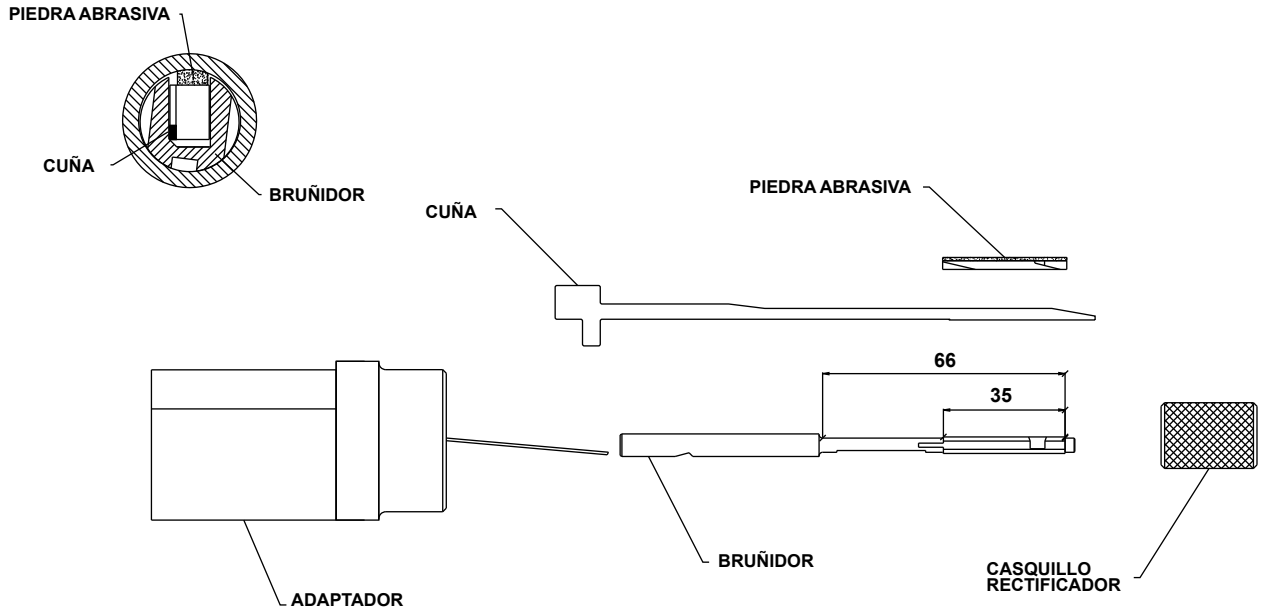 PIEDRA ABRASIVA
CUÑA
BRUÑIDOR
PIEDRA ABRASIVA
CUÑA
66
35
BRUÑIDOR
CASQUILLO
RECTIFICADOR
ADAPTADOR